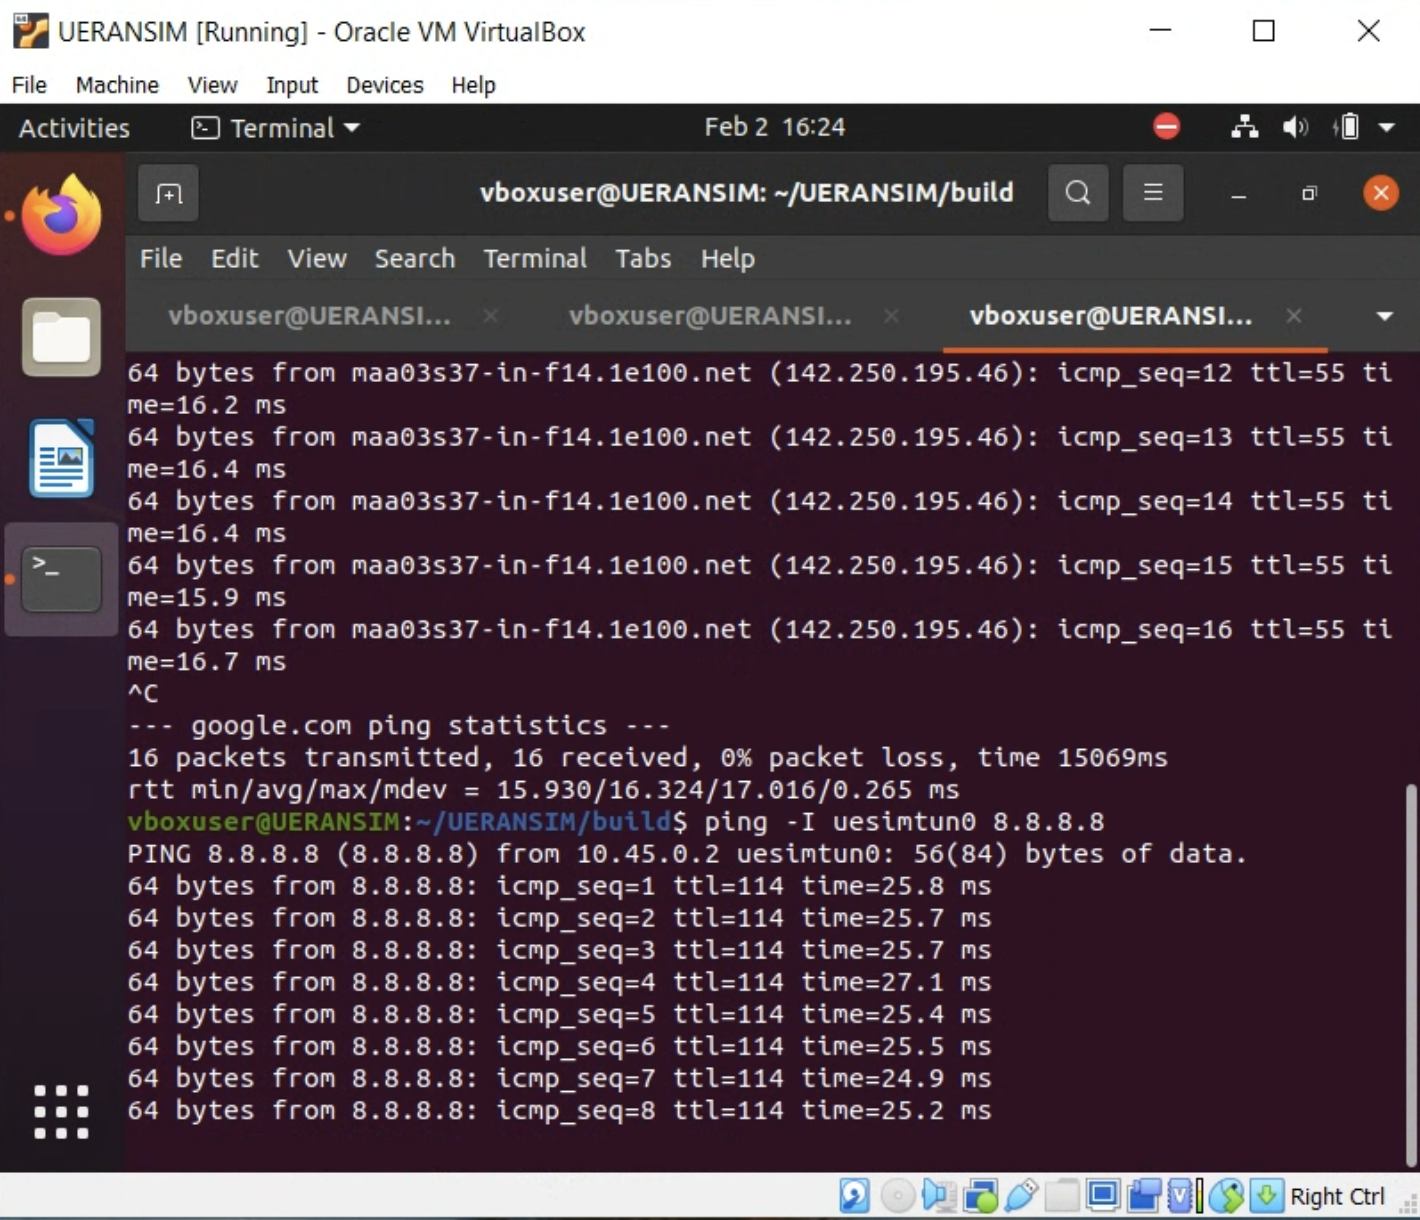 UERANSIM [Running] - Oracle VM VirtualBox
File Machine View Input Devices Help
Activities Terminal Feb 2 16:24
vboxuser@UERANSIM: ~/UERANSIM/build
File Edit View Search Terminal Tabs Help
vboxuser@UERANSI... vboxuser@UERANSI... vboxuser@UERANSI...
64 bytes from maa03s37-in-f14.1e100.net (142.250.195.46): icmp_seq=12 ttl=55 ti
me=16.2 ms
64 bytes from maa03s37-in-f14.1e100.net (142.250.195.46): icmp_seq=13 ttl=55 ti
me=16.4 ms
64 bytes from maa03s37-in-f14.1e100.net (142.250.195.46): icmp_seq=14 ttl=55 ti
me=16.4 ms
64 bytes from maa03s37-in-f14.1e100.net (142.250.195.46): icmp_seq=15 ttl=55 ti
me=15.9 ms
64 bytes from maa03s37-in-f14.1e100.net (142.250.195.46): icmp_seq=16 ttl=55 ti
me=16.7 ms
^C
--- google.com ping statistics ---
16 packets transmitted, 16 received, 0% packet loss, time 15069ms
rtt min/avg/max/mdev = 15.930/16.324/17.016/0.265 ms
vboxuser@UERANSIM:~/UERANSIM/build$ ping -I uesimtun0 8.8.8.8
PING 8.8.8.8 (8.8.8.8) from 10.45.0.2 uesimtun0: 56(84) bytes of data.
64 bytes from 8.8.8.8: icmp_seq=1 ttl=114 time=25.8 ms
64 bytes from 8.8.8.8: icmp_seq=2 ttl=114 time=25.7 ms
64 bytes from 8.8.8.8: icmp_seq=3 ttl=114 time=25.7 ms
64 bytes from 8.8.8.8: icmp_seq=4 ttl=114 time=27.1 ms
64 bytes from 8.8.8.8: icmp_seq=5 ttl=114 time=25.4 ms
64 bytes from 8.8.8.8: icmp_seq=6 ttl=114 time=25.5 ms
64 bytes from 8.8.8.8: icmp_seq=7 ttl=114 time=24.9 ms
64 bytes from 8.8.8.8: icmp_seq=8 ttl=114 time=25.2 ms
Right Ctrl